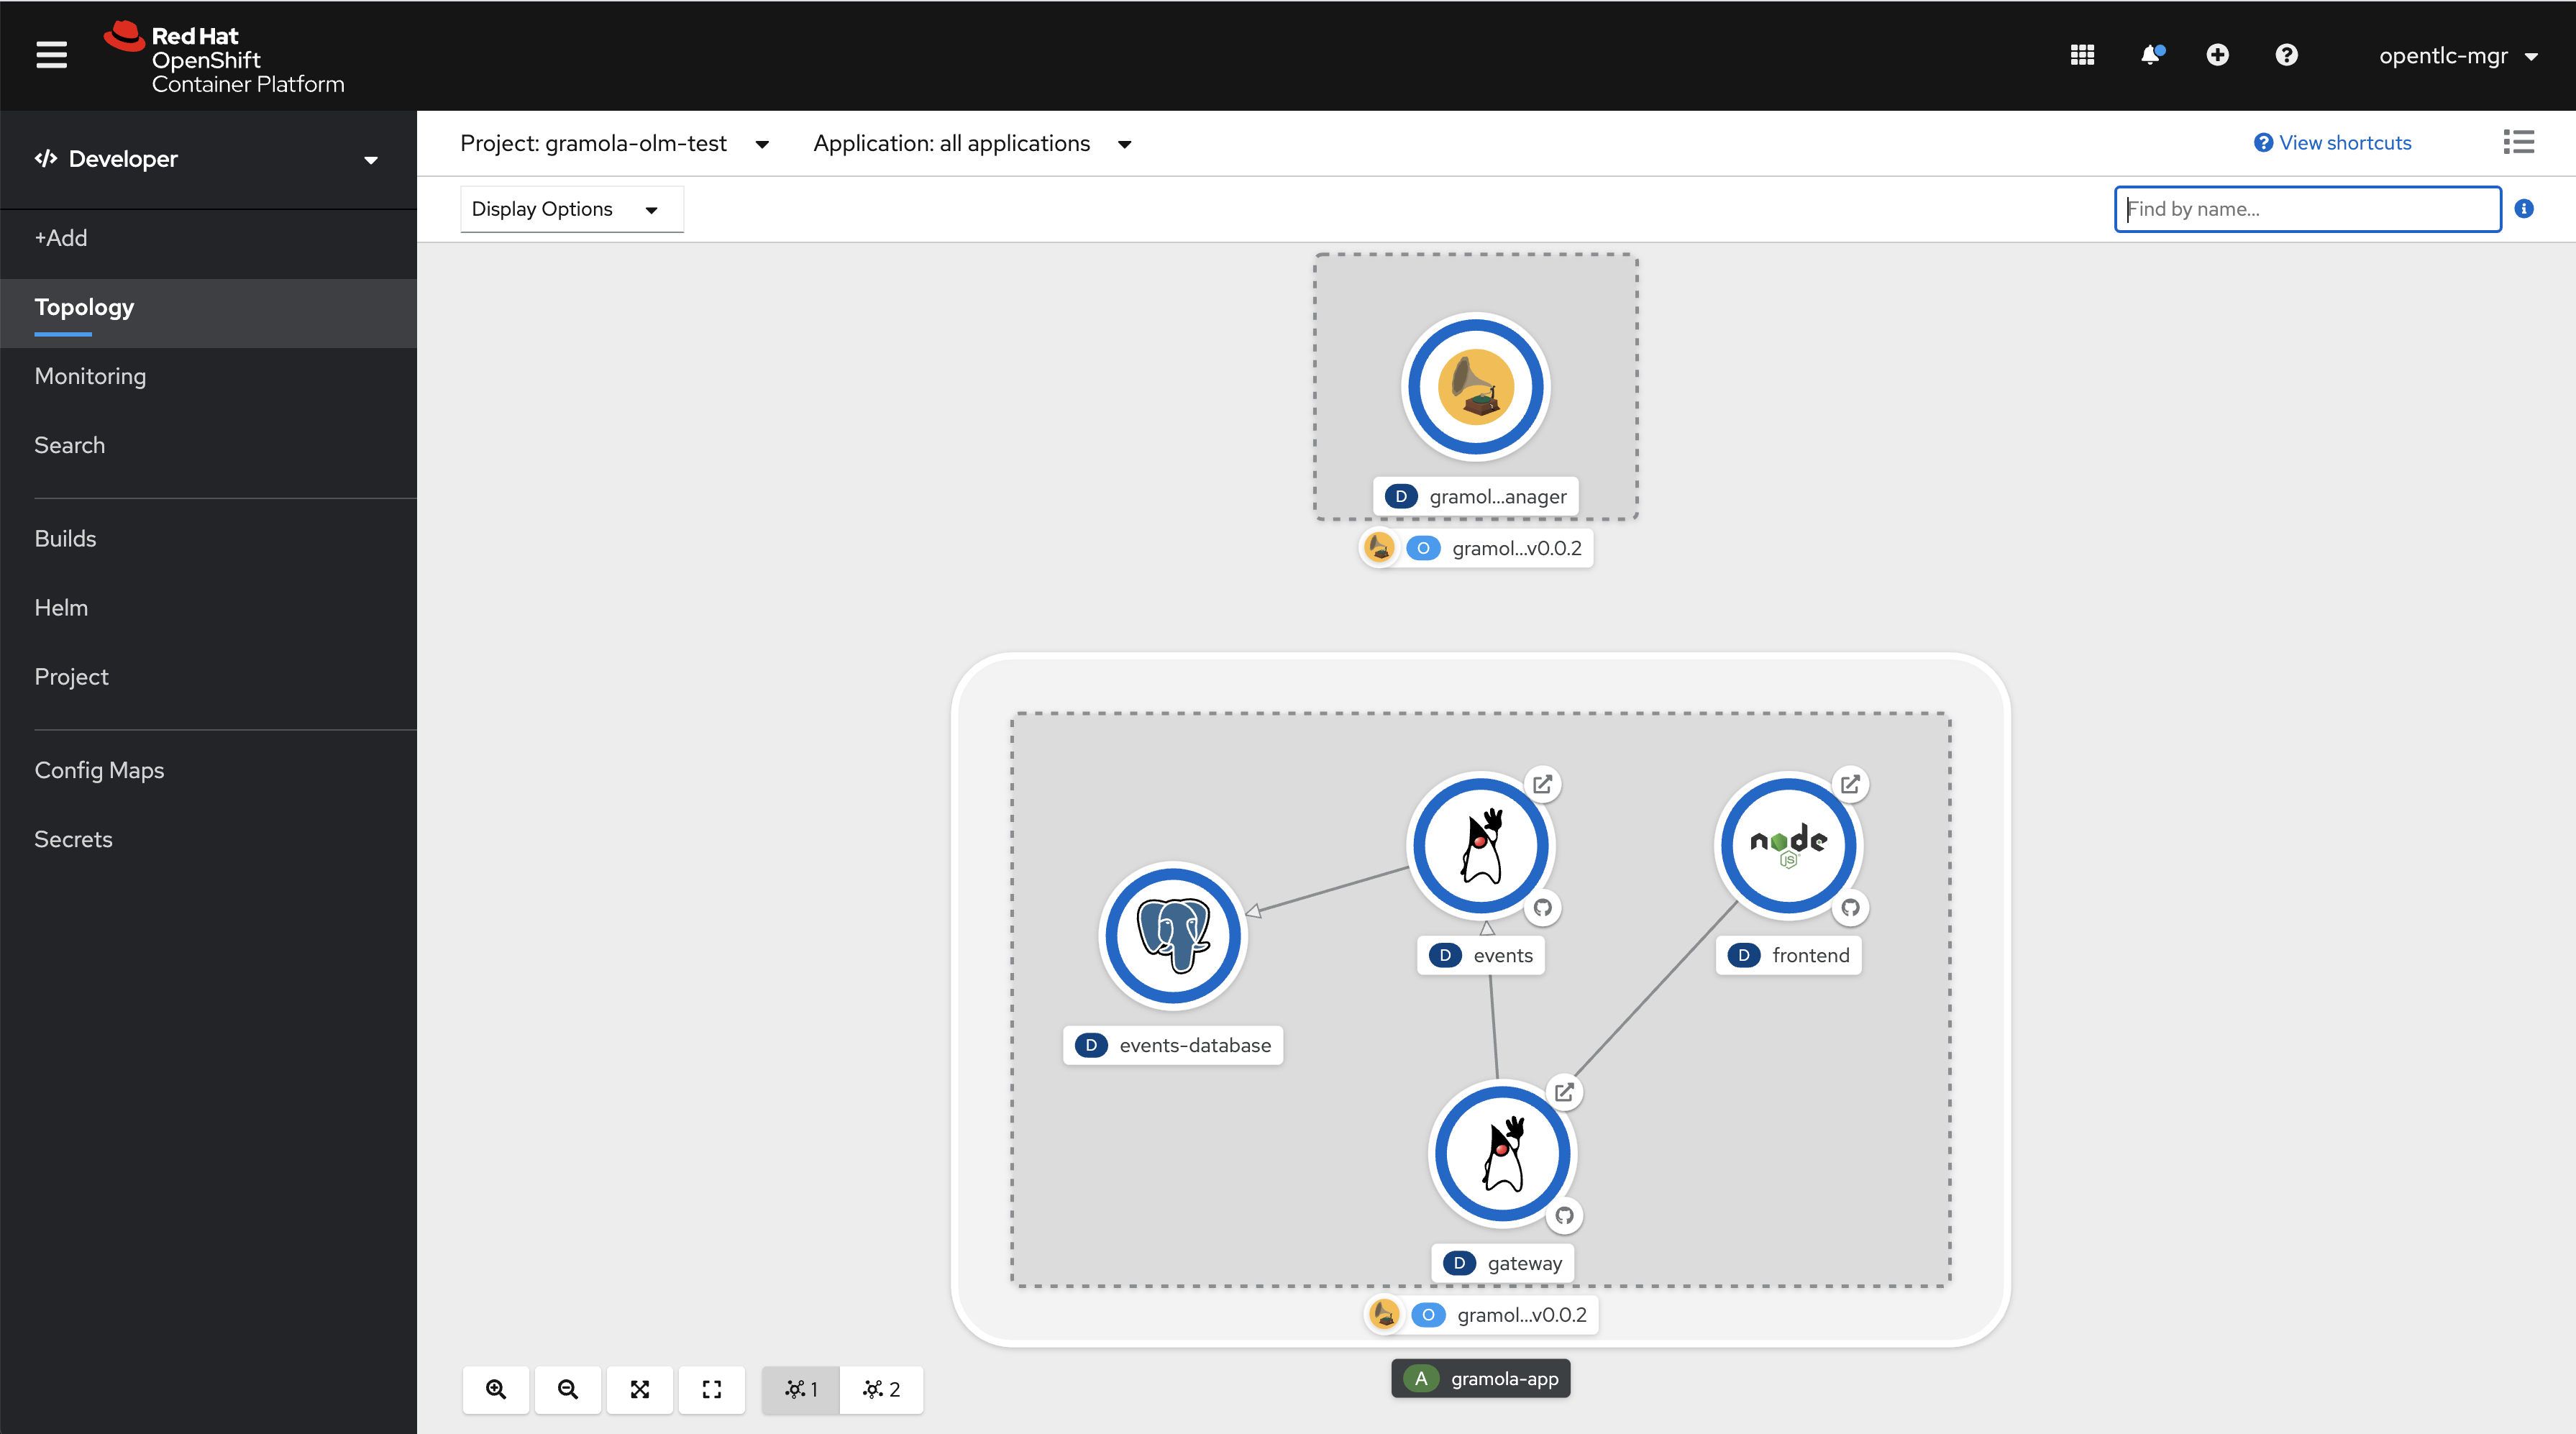 Red Hat
OpenShift
Container Platform
opentlc-mgr
Developer
Project: gramola-olm-test
Application: all applications
View shortcuts
Display Options
Find by name...
+Add
Topology
Monitoring
Search
Builds
Helm
Project
Config Maps
Secrets
D gramol...anager
O gramol...v0.0.2
node
JS
D events
D frontend
D events-database
D gateway
O gramol...v0.0.2
A gramola-app
1
2